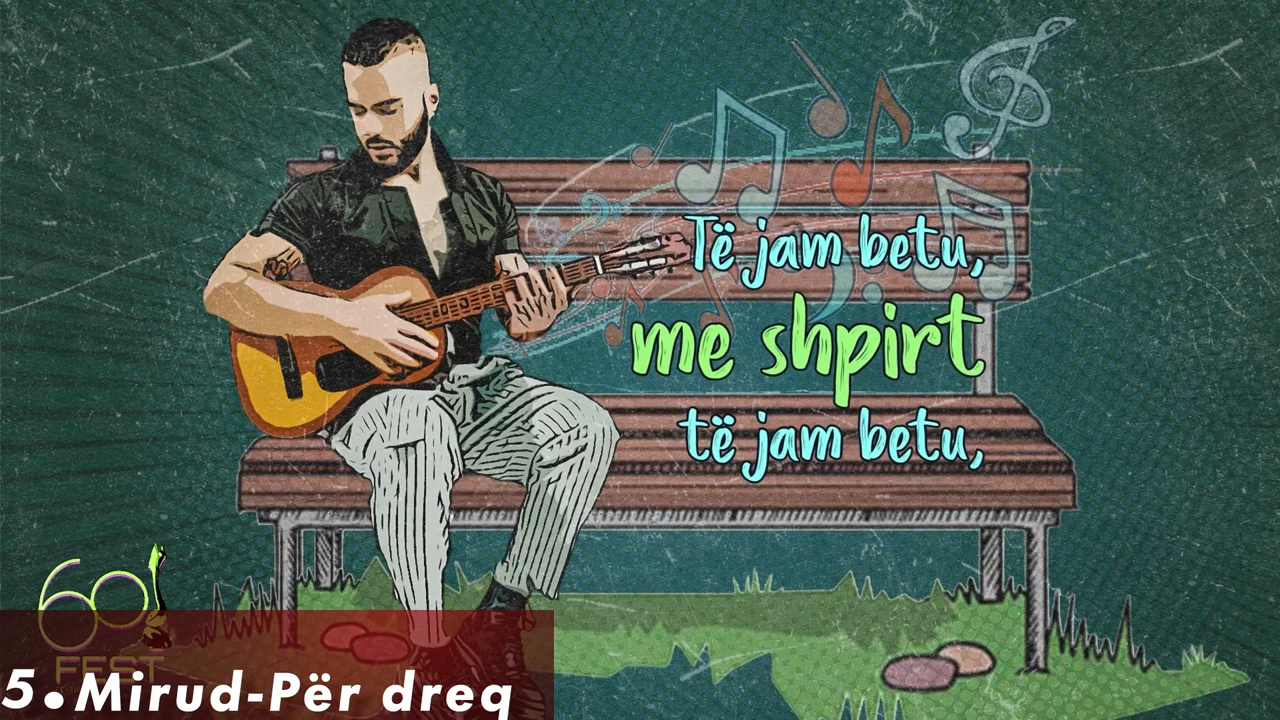 Të jam betu,
me shpirt
të jam betu,
60!
FEST
5.Mirud-Për dreq